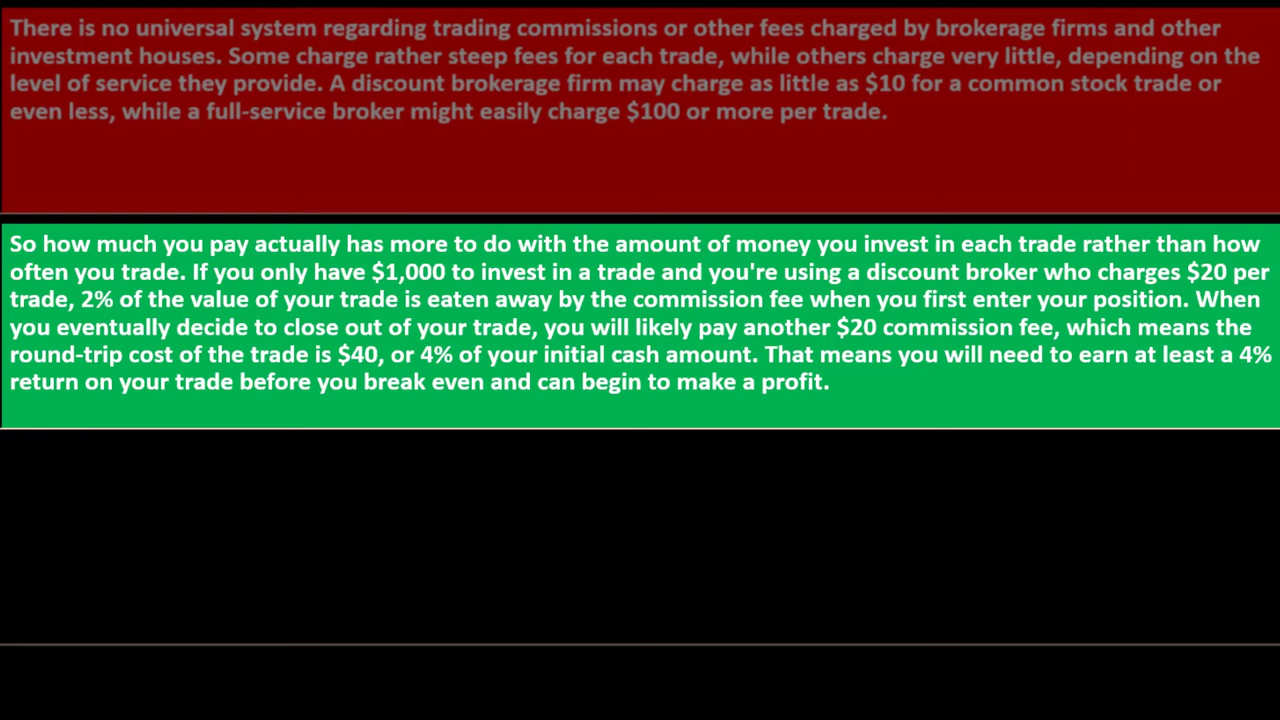 There is no universal system regarding trading commissions or other fees charged by brokerage firms and other
investment houses. Some charge rather steep fees for each trade, while others charge very little, depending on the
level of service they provide. A discount brokerage firm may charge as little as $10 for a common stock trade or
even less, while a full-service broker might easily charge $100 or more per trade.
So how much you pay actually has more to do with the amount of money you invest in each trade rather than how
often you trade. If you only have $1,000 to invest in a trade and you're using a discount broker who charges $20 per
trade, 2% of the value of your trade is eaten away by the commission fee when you first enter your position. When
you eventually decide to close out of your trade, you will likely pay another $20 commission fee, which means the
round-trip cost of the trade is $40, or 4% of your initial cash amount. That means you will need to earn at least a 4%
return on your trade before you break even and can begin to make a profit.